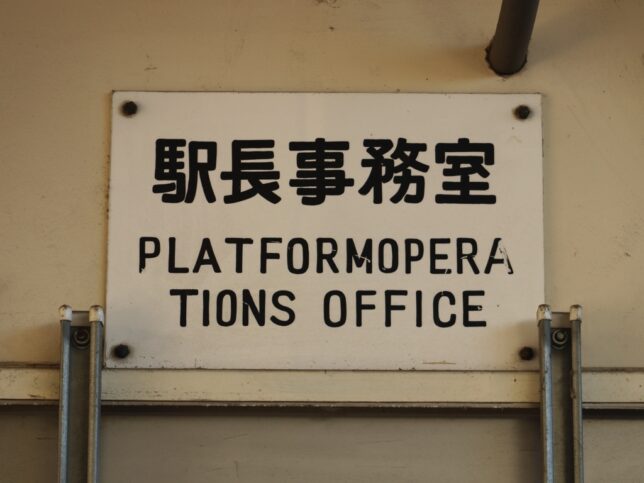 駅長事務室
PLATFORMOPERA
TIONS OFFICE